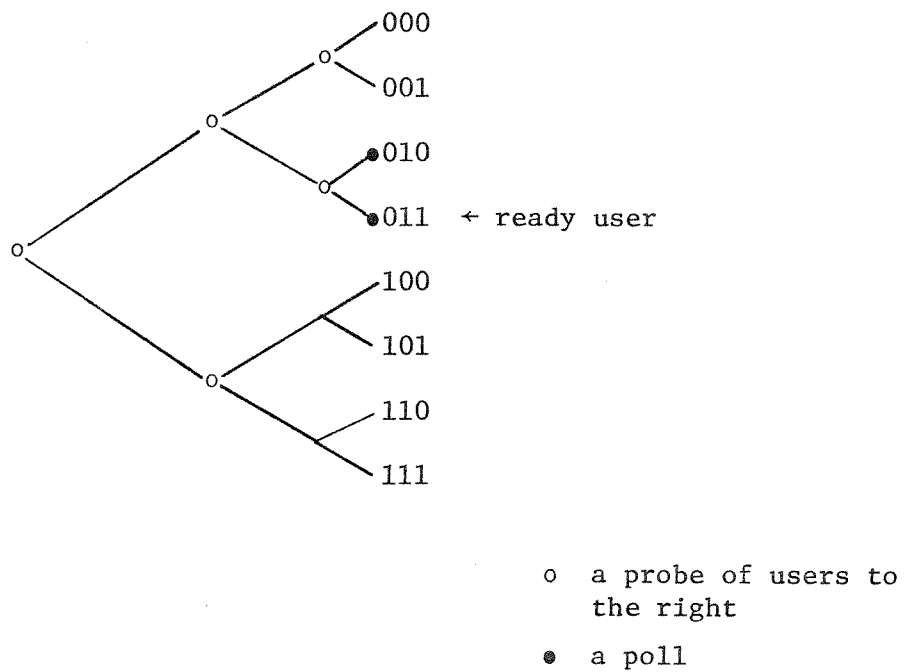 000
001
010
011 ← ready user
100
101
110
111
o a probe of users to
the right
● a poll